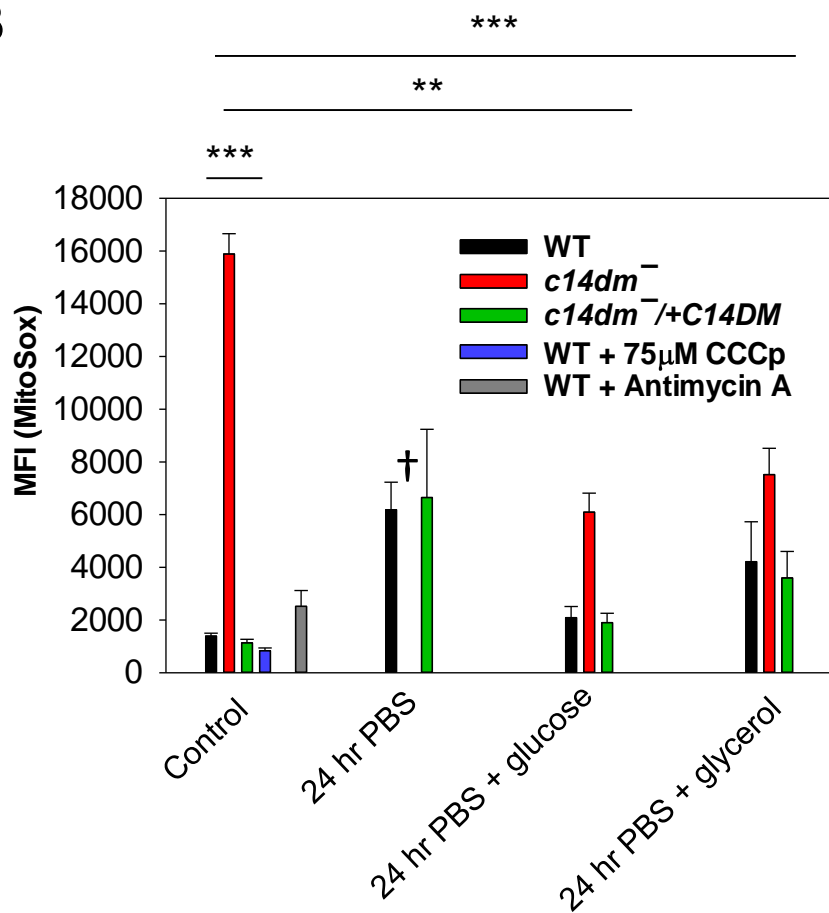 ***
**
***
18000
16000
14000
12000
10000
8000
6000
4000
2000
0
MFI (MitoSox)
WT
c14dm⁻
c14dm⁻/+C14DM
WT + 75μM CCCp
WT + Antimycin A
†
Control
24 hr PBS
24 hr PBS + glucose
24 hr PBS + glycerol